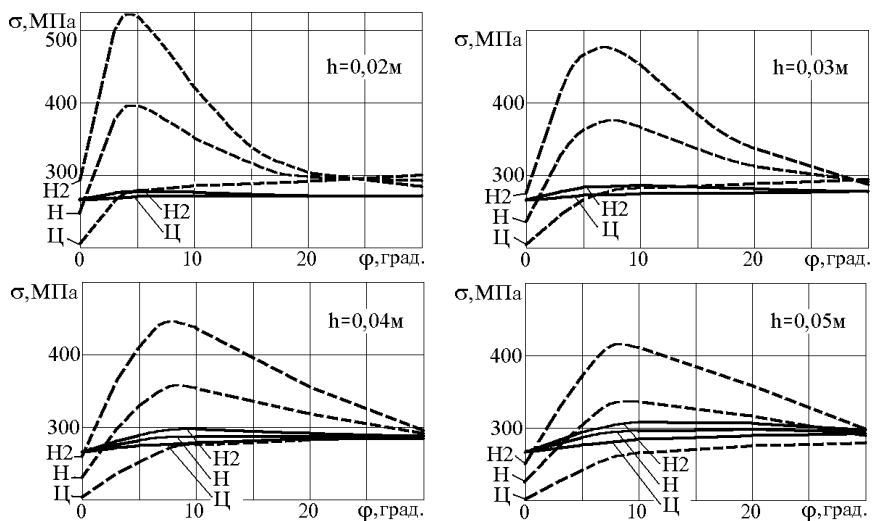 σ,МПа
500
h=0,02м
400
300
Н2
Н
Ц
Н2
Ц
0
10
20
φ,град.
σ,МПа
h=0,03м
400
300
Н2
Н
Ц
Н2
Ц
0
10
20
φ,град.
σ,МПа
h=0,04м
400
300
Н2
Н
Ц
Н2
Н
Ц
0
10
20
φ,град.
σ,МПа
h=0,05м
400
300
Н2
Н
Ц
Н2
Н
Ц
0
10
20
φ,град.